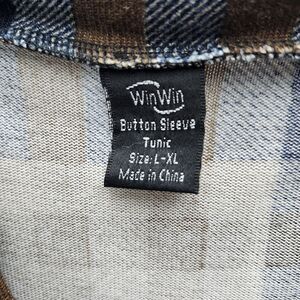 WinWin
Button Sleeve
Tunic
Size: L-XL
Made in China